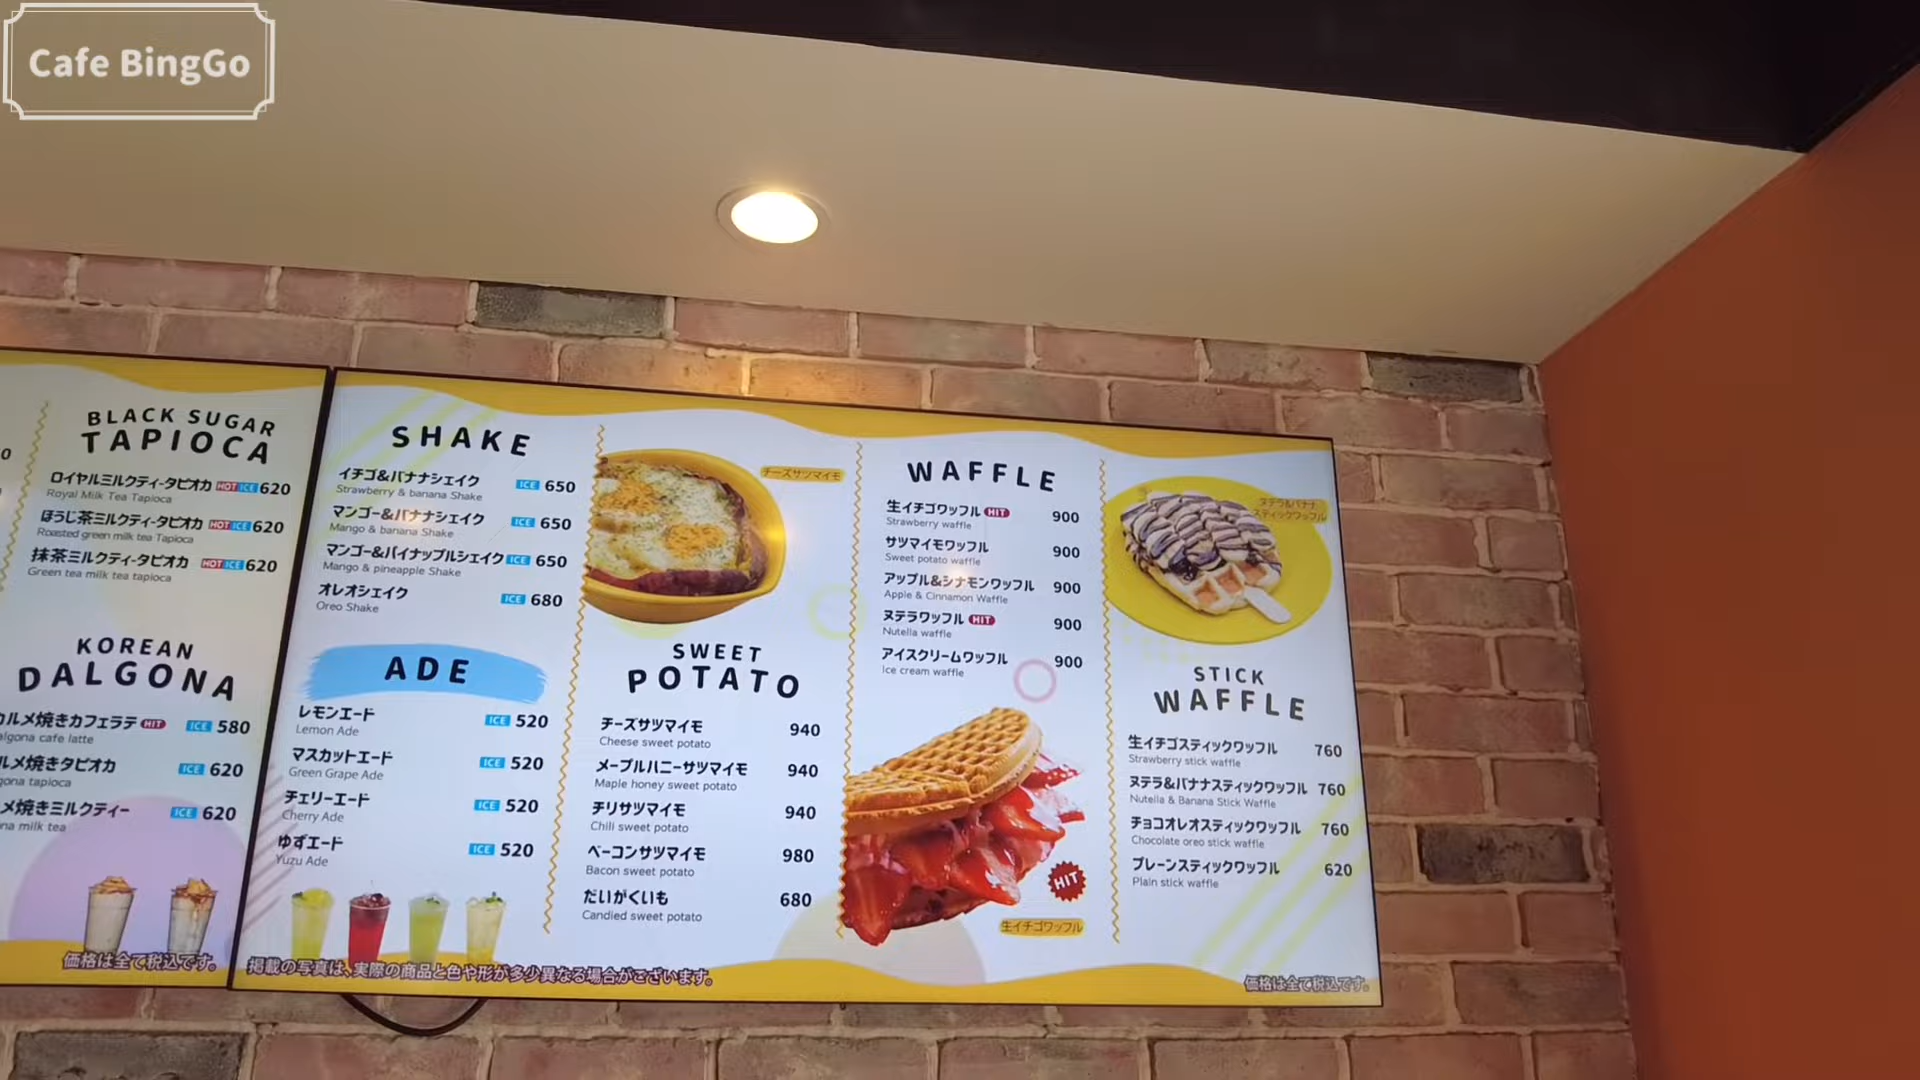 Cafe BingGo
BLACK SUGAR
TAPIOCA
ロイヤルミルクティ-タピオカ HOT ICE 620
Royal Milk Tea Tapioca
ほうじ茶ミルクティ-タピオカ HOT ICE 620
Roasted green milk tea Tapioca
抹茶ミルクティ-タピオカ HOT ICE 620
Green tea milk tea tapioca
KOREAN
DALGONA
ルメ焼きカフェラテ HIT ICE 580
algona cafe latte
ルメ焼きタピオカ ICE 620
gona tapioca
メ焼きミルクティー ICE 620
na milk tea
価格は全て税込です。
SHAKE
イチゴ&バナナシェイク ICE 650
Strawberry & banana Shake
マンゴー&バナナシェイク ICE 650
Mango & banana Shake
マンゴー&パイナップルシェイク ICE 650
Mango & pineapple Shake
オレオシェイク ICE 680
Oreo Shake
ADE
レモンエード ICE 520
Lemon Ade
マスカットエード ICE 520
Green Grape Ade
チェリーエード ICE 520
Cherry Ade
ゆずエード ICE 520
Yuzu Ade
掲載の写真は、実際の商品と色や形が多少異なる場合がございます。
チーズサツマイモ
SWEET
POTATO
チーズサツマイモ 940
Cheese sweet potato
メープルハニーサツマイモ 940
Maple honey sweet potato
チリサツマイモ 940
Chili sweet potato
ベーコンサツマイモ 980
Bacon sweet potato
だいがくいも 680
Candied sweet potato
WAFFLE
生イチゴワッフル HIT 900
Strawberry waffle
サツマイモワッフル 900
Sweet potato waffle
アップル&シナモンワッフル 900
Apple & Cinnamon Waffle
ヌテラワッフル HIT 900
Nutella waffle
アイスクリームワッフル 900
Ice cream waffle
HIT
生イチゴワッフル
ヌテラ&バナナ
スティックワッフル
STICK
WAFFLE
生イチゴスティックワッフル 760
Strawberry stick waffle
ヌテラ&バナナスティックワッフル 760
Nutella & Banana Stick Waffle
チョコオレオスティックワッフル 760
Chocolate oreo stick waffle
プレーンスティックワッフル 620
Plain stick waffle
価格は全て税込です。